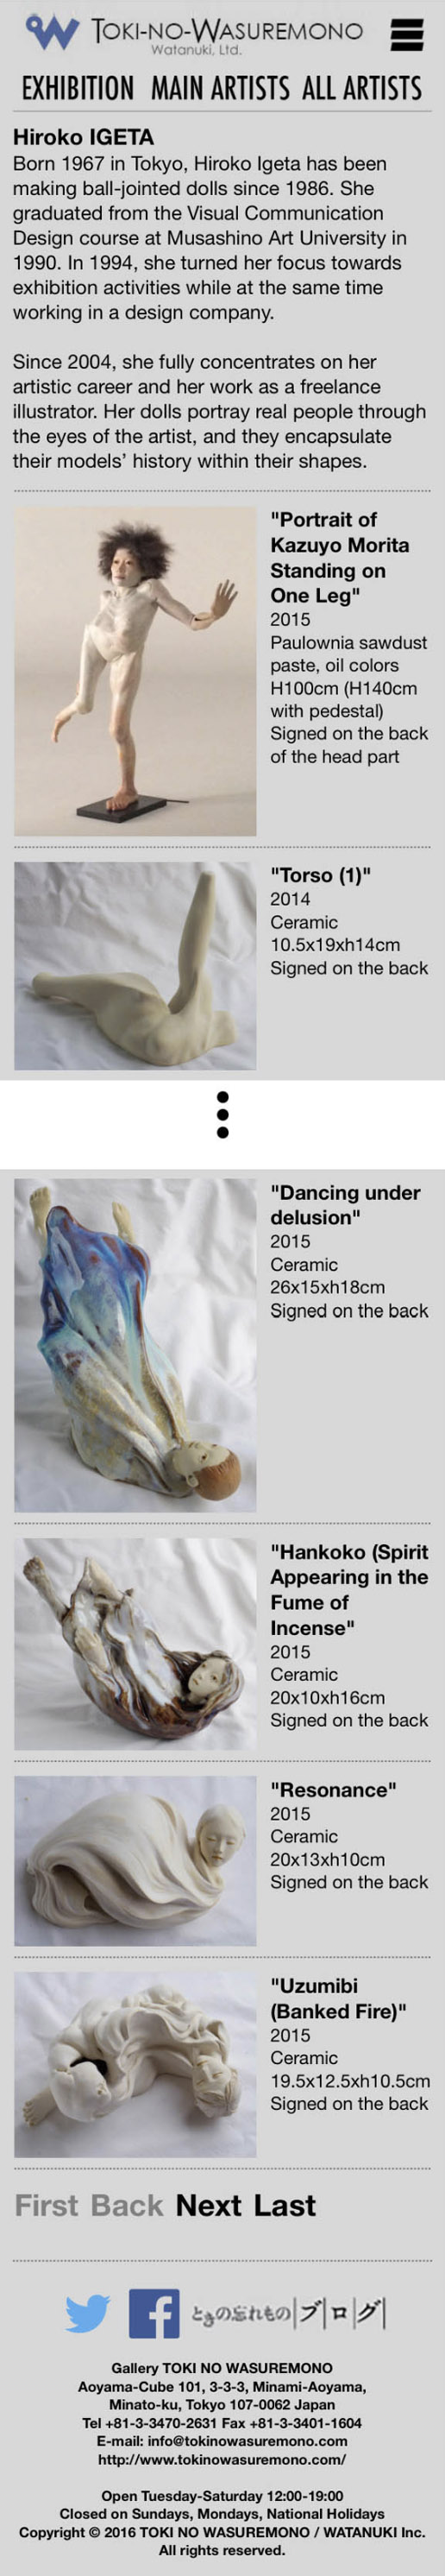 TOKI-NO-WASUREMONO
Watanuki, Ltd.
EXHIBITION MAIN ARTISTS ALL ARTISTS
Hiroko IGETA
Born 1967 in Tokyo, Hiroko Igeta has been
making ball-jointed dolls since 1986. She
graduated from the Visual Communication
Design course at Musashino Art University in
1990. In 1994, she turned her focus towards
exhibition activities while at the same time
working in a design company.
Since 2004, she fully concentrates on her
artistic career and her work as a freelance
illustrator. Her dolls portray real people through
the eyes of the artist, and they encapsulate
their models’ history within their shapes.
"Portrait of
Kazuyo Morita
Standing on
One Leg"
2015
Paulownia sawdust
paste, oil colors
H100cm (H140cm
with pedestal)
Signed on the back
of the head part
"Torso (1)"
2014
Ceramic
10.5x19xh14cm
Signed on the back
"Dancing under
delusion"
2015
Ceramic
26x15xh18cm
Signed on the back
"Hankoko (Spirit
Appearing in the
Fume of
Incense"
2015
Ceramic
20x10xh16cm
Signed on the back
"Resonance"
2015
Ceramic
20x13xh10cm
Signed on the back
"Uzumibi
(Banked Fire)"
2015
Ceramic
19.5x12.5xh10.5cm
Signed on the back
First Back Next Last
ときの忘れもの|ブ|ロ|グ|
Gallery TOKI NO WASUREMONO
Aoyama-Cube 101, 3-3-3, Minami-Aoyama,
Minato-ku, Tokyo 107-0062 Japan
Tel +81-3-3470-2631 Fax +81-3-3401-1604
E-mail: info@tokinowasuremono.com
http://www.tokinowasuremono.com/
Open Tuesday-Saturday 12:00-19:00
Closed on Sundays, Mondays, National Holidays
Copyright © 2016 TOKI NO WASUREMONO / WATANUKI Inc.
All rights reserved.